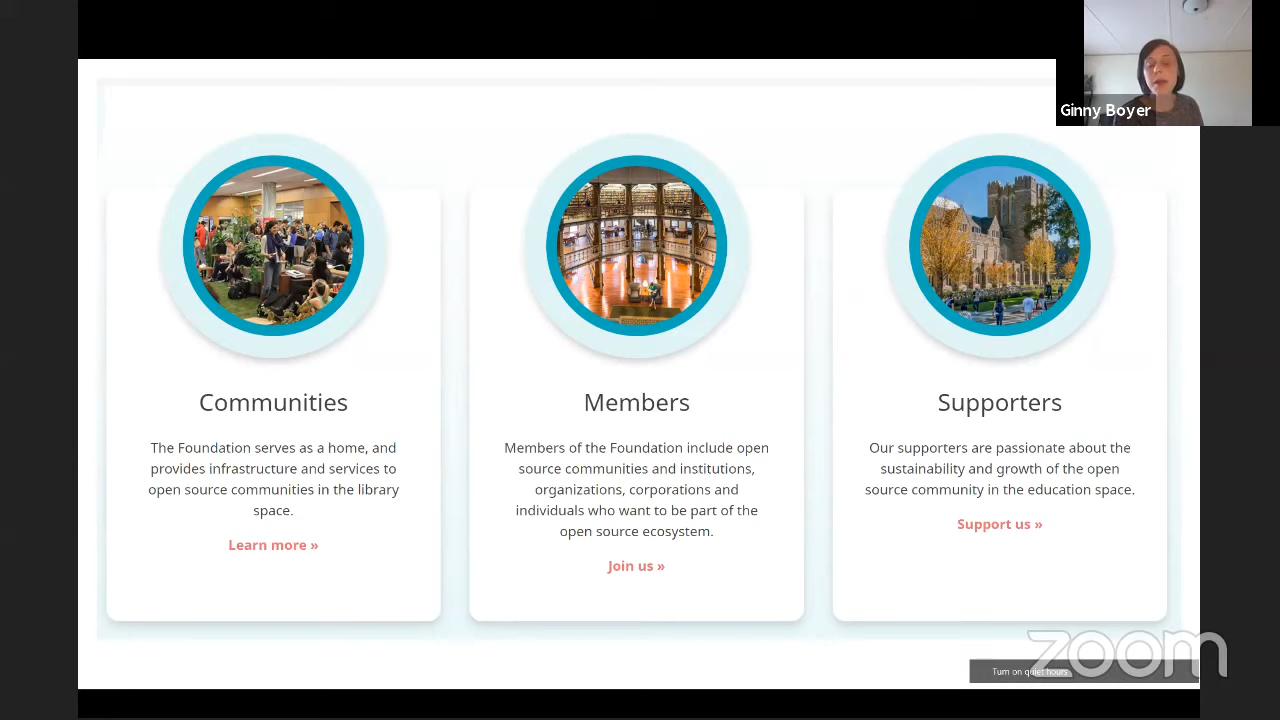 Ginny Boyer
Communities
The Foundation serves as a home, and
provides infrastructure and services to
open source communities in the library
space.
Learn more »
Members
Members of the Foundation include open
source communities and institutions,
organizations, corporations and
individuals who want to be part of the
open source ecosystem.
Join us »
Supporters
Our supporters are passionate about the
sustainability and growth of the open
source community in the education space.
Support us »
Turn on quiet hours
zoom